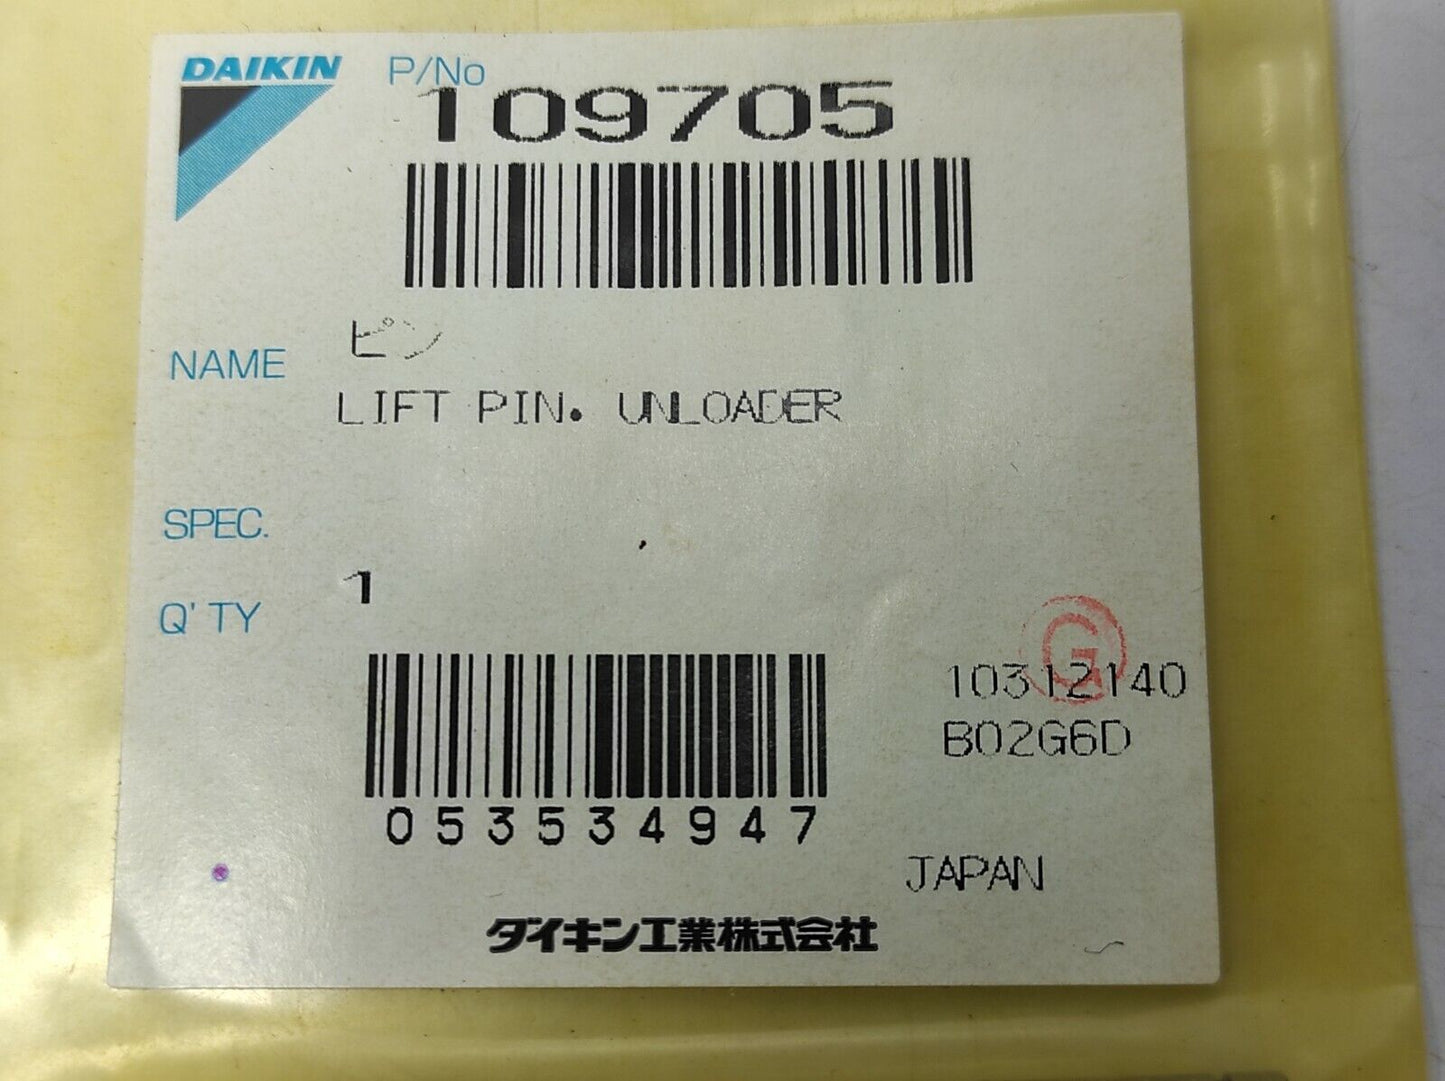 DAIKIN P/No
109705
NAME ピン
LIFT PIN. UNLOADER
SPEC.
Q'TY 1
G
10312140
B02G6D
053534947
JAPAN
ダイキン工業株式会社